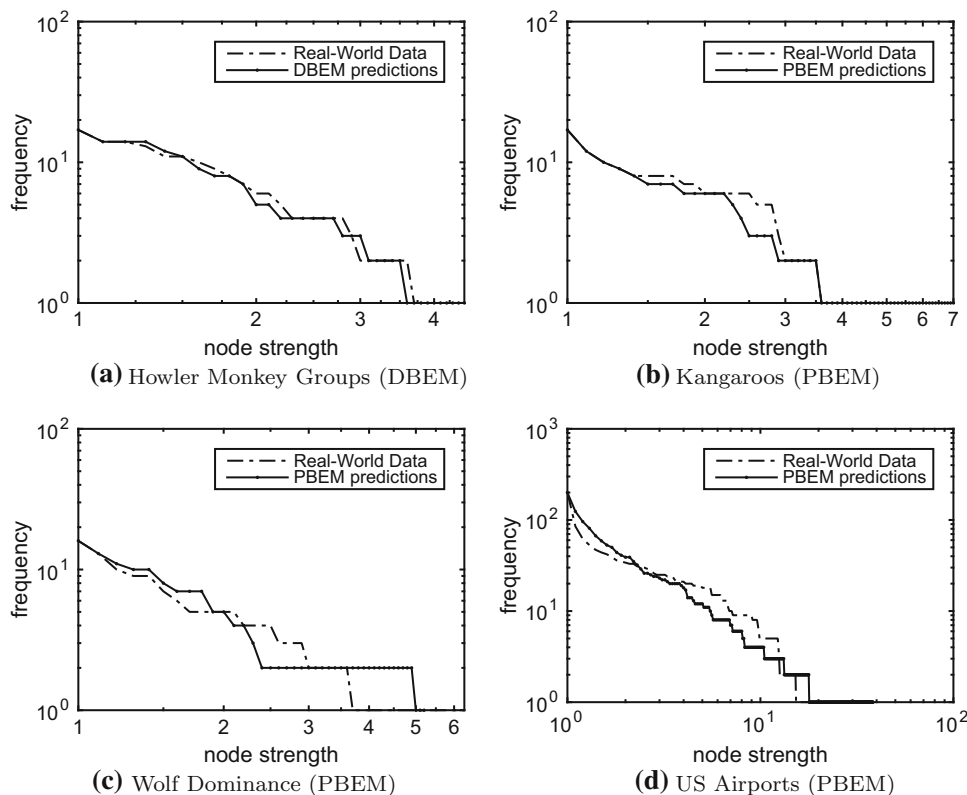 10^2
Real-World Data
DBEM predictions
frequency
10^1
10^0
1 2 3 4
node strength
(a) Howler Monkey Groups (DBEM)
10^2
Real-World Data
PBEM predictions
frequency
10^1
10^0
1 2 3 4 5 6 7
node strength
(b) Kangaroos (PBEM)
10^2
Real-World Data
PBEM predictions
frequency
10^1
10^0
1 2 3 4 5 6
node strength
(c) Wolf Dominance (PBEM)
10^3
Real-World Data
PBEM predictions
10^2
frequency
10^1
10^0
10^0 10^1 10^2
node strength
(d) US Airports (PBEM)